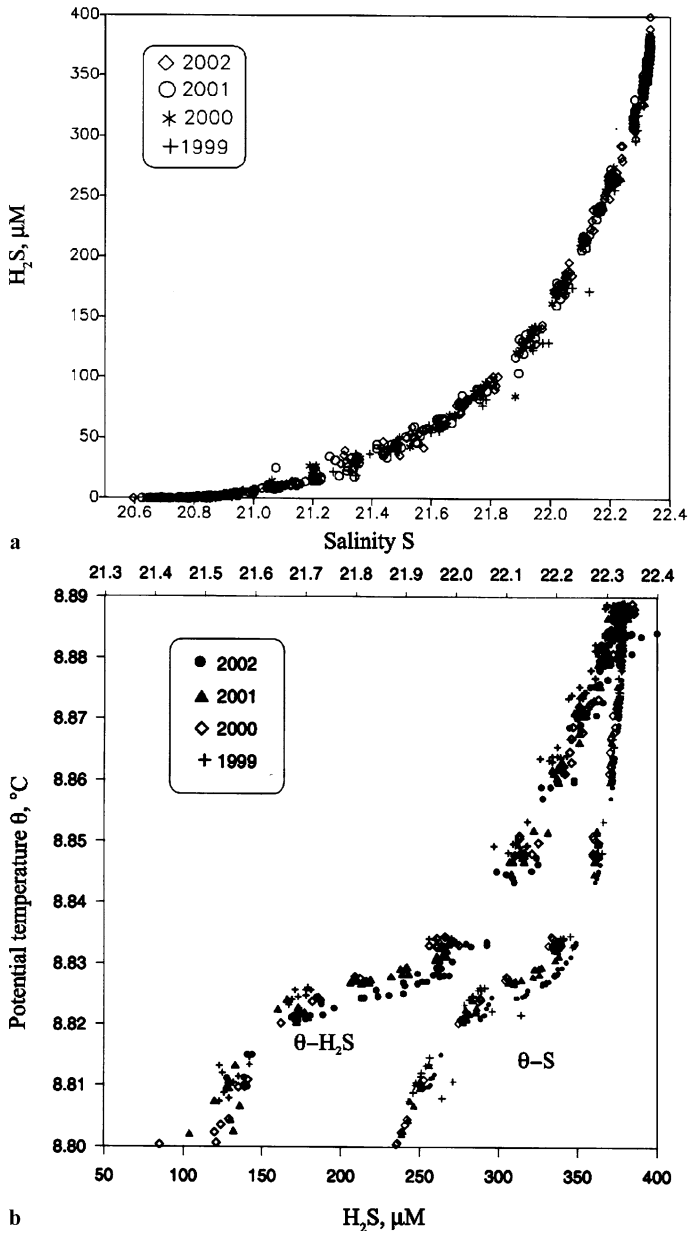 400
350
300
250
200
150
100
50
0
H₂S, µM
◇ 2002
○ 2001
✳ 2000
+ 1999
20.6 20.8 21.0 21.2 21.4 21.6 21.8 22.0 22.2 22.4
a
Salinity S
21.3 21.4 21.5 21.6 21.7 21.8 21.9 22.0 22.1 22.2 22.3 22.4
8.89
8.88
8.87
8.86
8.85
8.84
8.83
8.82
8.81
8.80
Potential temperature θ, °C
● 2002
▲ 2001
◇ 2000
+ 1999
θ–H₂S
θ–S
50 100 150 200 250 300 350 400
b
H₂S, µM